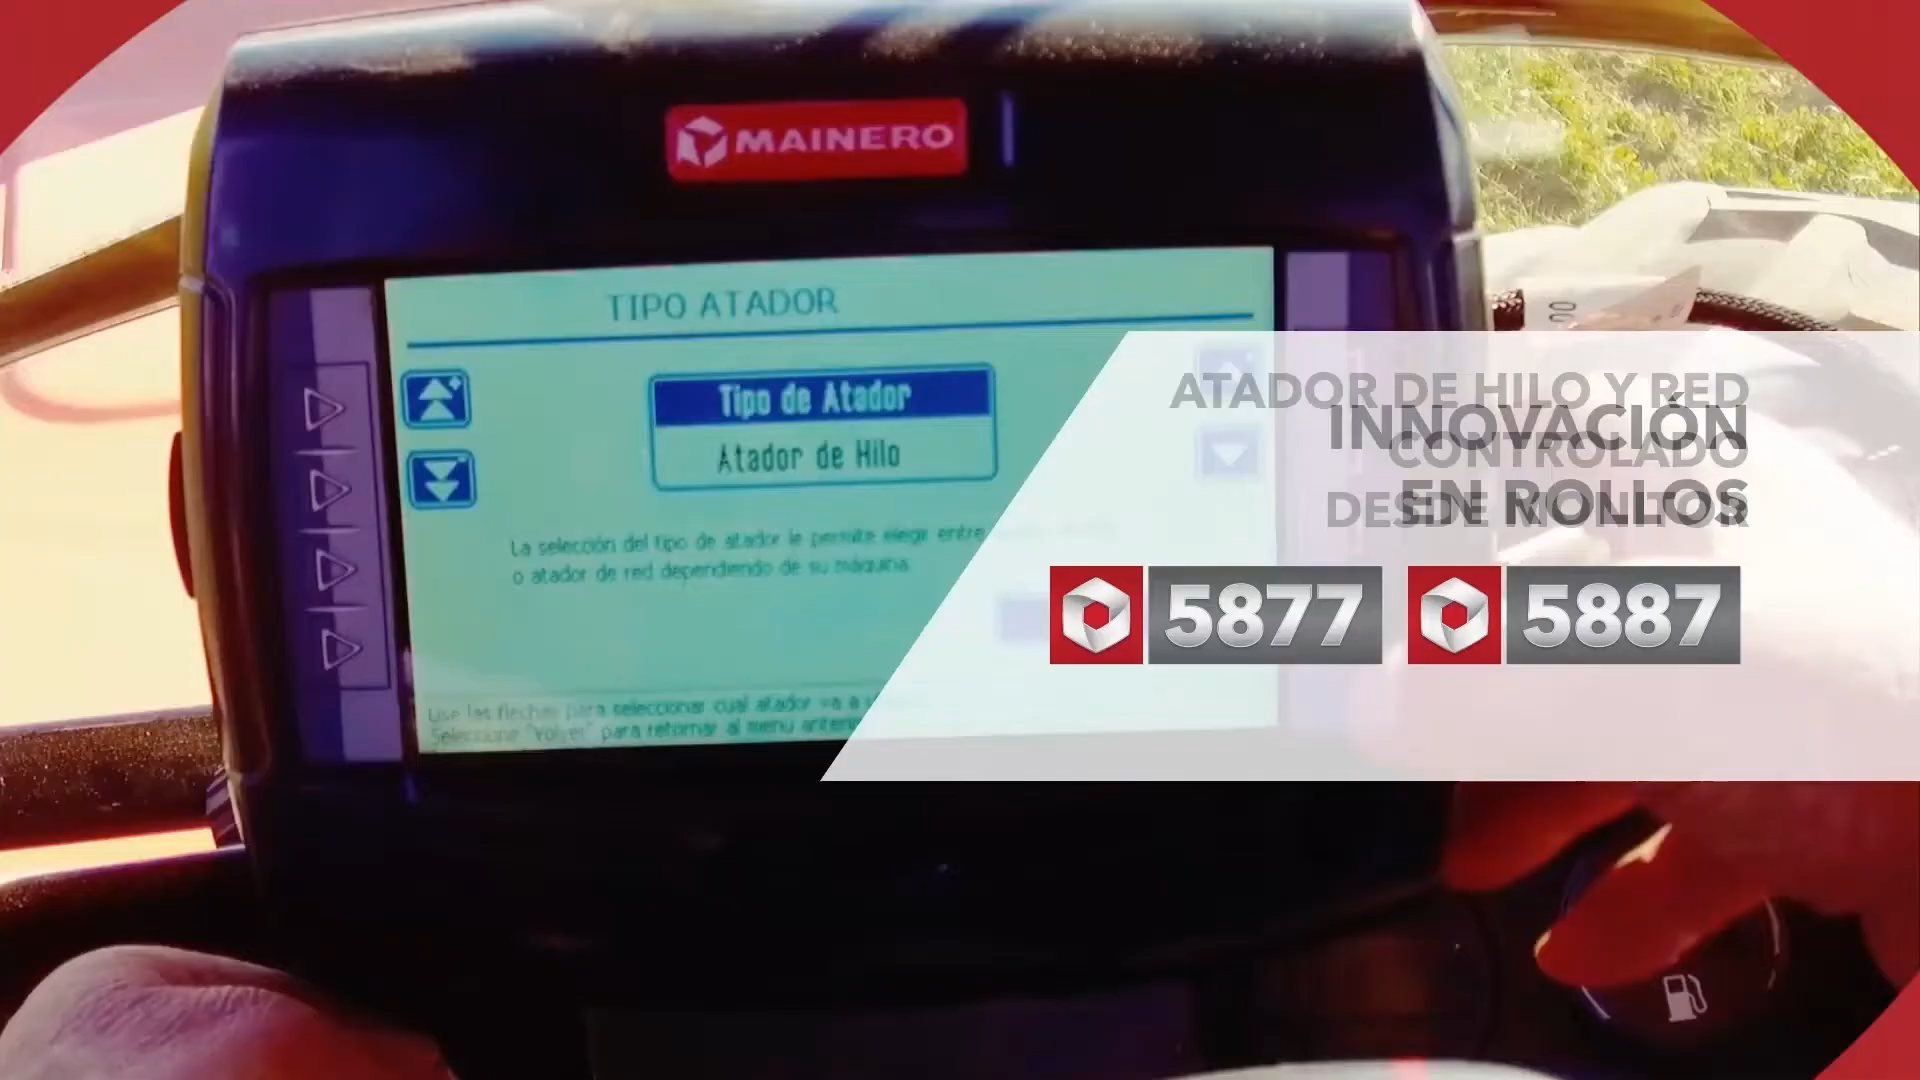 MAINERO
TIPO ATADOR
Tipo de Atador
Atador de Hilo
La selección del tipo de atador le permite elegir entre
o atador de red dependiendo de su máquina
Use las flechas para seleccionar cual atador va a
Seleccione "Volver" para retornar al menu anterior
ATADOR DE HILO Y RED
CONTROLADO
DESDE MONITOR
INNOVACIÓN
EN ROLLOS
5877
5887